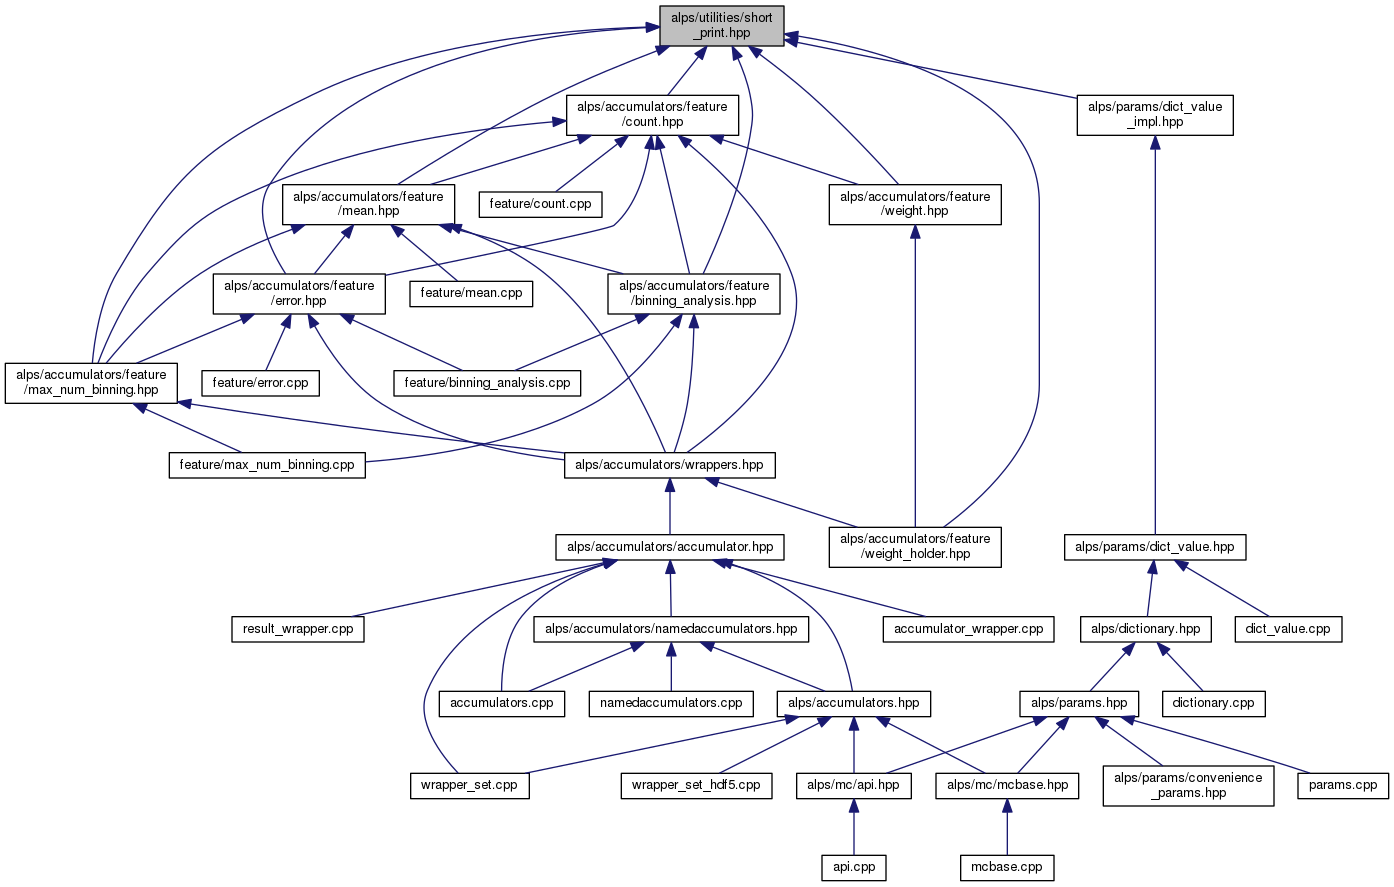 alps/utilities/short
_print.hpp
alps/accumulators/feature
/count.hpp
alps/params/dict_value
_impl.hpp
alps/accumulators/feature
/mean.hpp
feature/count.cpp
alps/accumulators/feature
/weight.hpp
alps/accumulators/feature
/error.hpp
feature/mean.cpp
alps/accumulators/feature
/binning_analysis.hpp
alps/accumulators/feature
/max_num_binning.hpp
feature/error.cpp
feature/binning_analysis.cpp
feature/max_num_binning.cpp
alps/accumulators/wrappers.hpp
alps/accumulators/accumulator.hpp
alps/accumulators/feature
/weight_holder.hpp
alps/params/dict_value.hpp
result_wrapper.cpp
alps/accumulators/namedaccumulators.hpp
accumulator_wrapper.cpp
alps/dictionary.hpp
dict_value.cpp
accumulators.cpp
namedaccumulators.cpp
alps/accumulators.hpp
alps/params.hpp
dictionary.cpp
wrapper_set.cpp
wrapper_set_hdf5.cpp
alps/mc/api.hpp
alps/mc/mcbase.hpp
alps/params/convenience
_params.hpp
params.cpp
api.cpp
mcbase.cpp